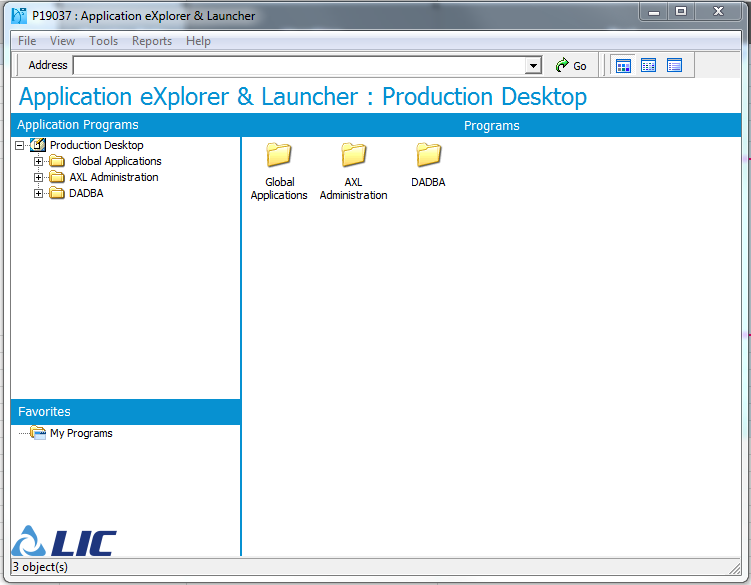 P19037 : Application eXplorer & Launcher
File View Tools Reports Help
Address Go
Application eXplorer & Launcher : Production Desktop
Application Programs
Production Desktop
Global Applications
AXL Administration
DADBA
Programs
Global
Applications
AXL
Administration
DADBA
Favorites
My Programs
LIC
3 object(s)